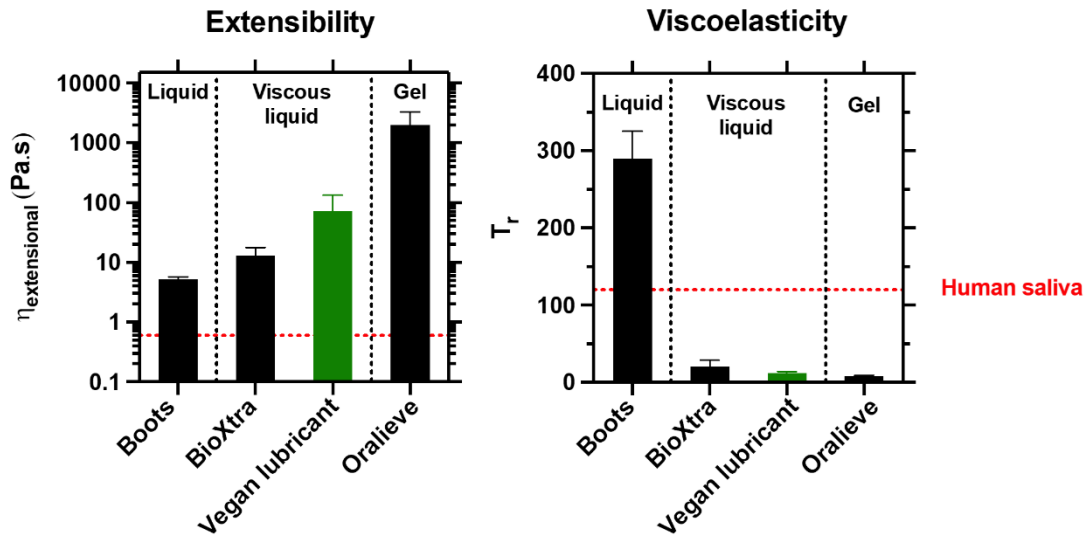 Extensibility
10000
1000
100
10
1
0.1
ηextensional (Pa.s)
Liquid
Viscous
liquid
Gel
Boots
BioXtra
Vegan lubricant
Oralieve
Viscoelasticity
400
300
200
100
0
Tr
Liquid
Viscous
liquid
Gel
Human saliva
Boots
BioXtra
Vegan lubricant
Oralieve